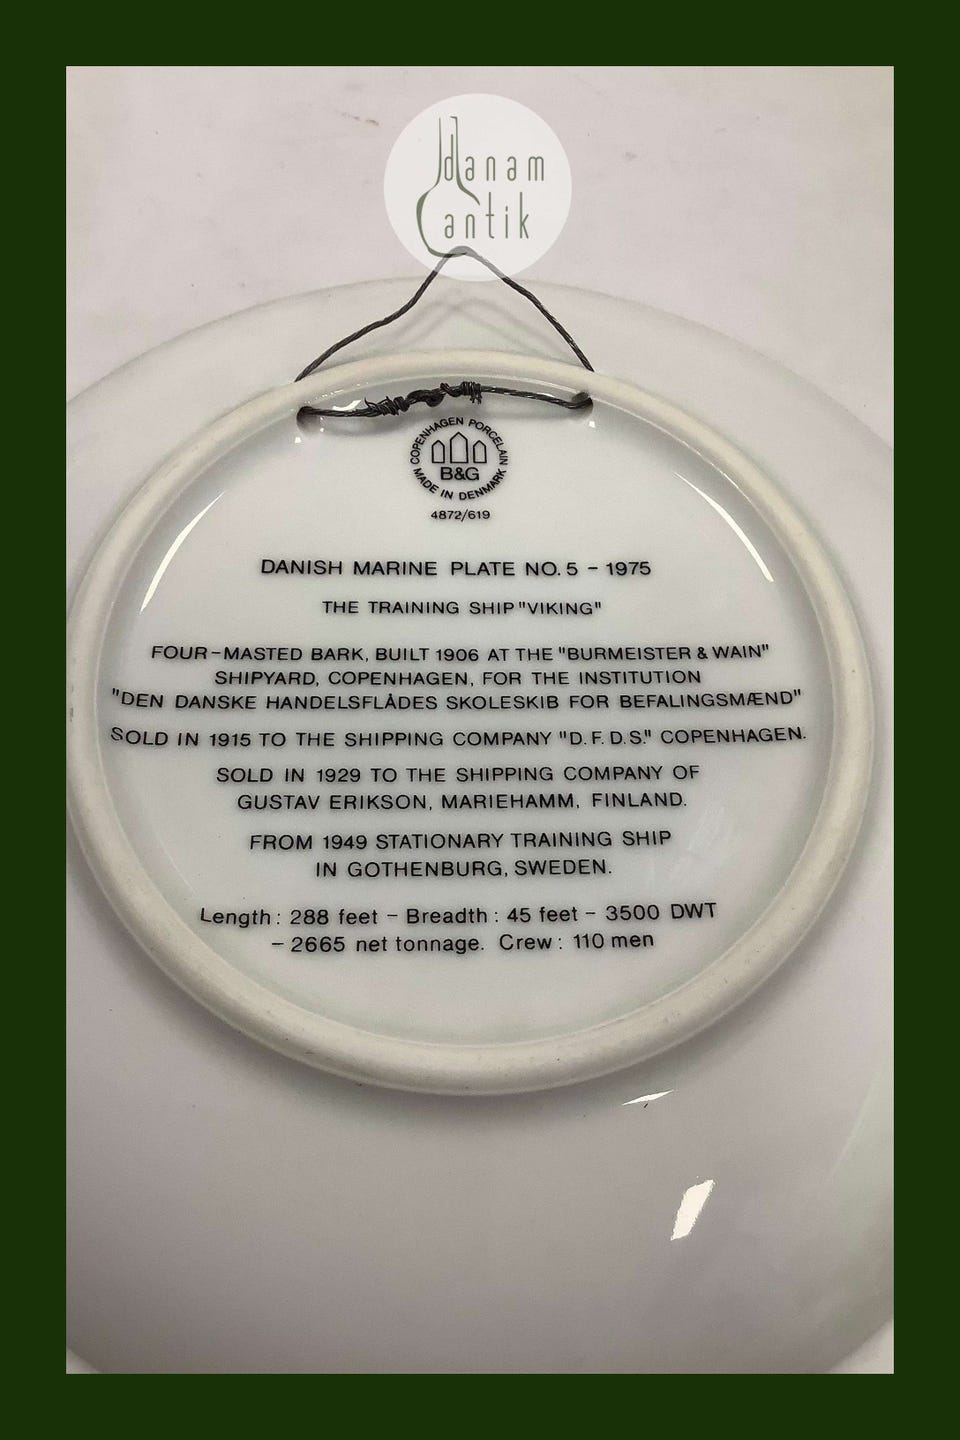 danam
antik
COPENHAGEN PORCELAIN
B&G
MADE IN DENMARK
4872/619
DANISH MARINE PLATE NO. 5 – 1975
THE TRAINING SHIP "VIKING"
FOUR–MASTED BARK, BUILT 1906 AT THE "BURMEISTER & WAIN"
SHIPYARD, COPENHAGEN, FOR THE INSTITUTION
"DEN DANSKE HANDELSFLÅDES SKOLESKIB FOR BEFALINGSMÆND"
SOLD IN 1915 TO THE SHIPPING COMPANY "D.F.D.S." COPENHAGEN.
SOLD IN 1929 TO THE SHIPPING COMPANY OF
GUSTAV ERIKSON, MARIEHAMM, FINLAND.
FROM 1949 STATIONARY TRAINING SHIP
IN GOTHENBURG, SWEDEN.
Length: 288 feet – Breadth: 45 feet – 3500 DWT
– 2665 net tonnage. Crew: 110 men